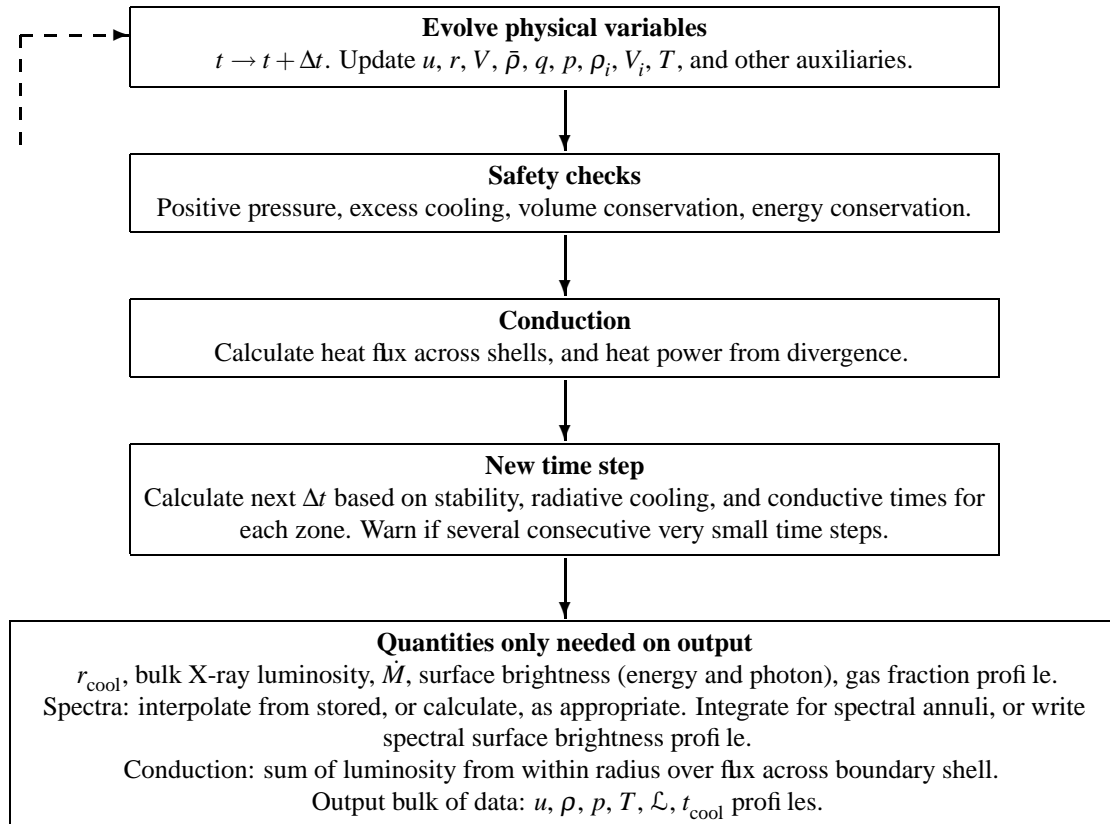 Evolve physical variables
t → t + Δt. Update u, r, V, ρ̄, q, p, ρᵢ, Vᵢ, T, and other auxiliaries.
Safety checks
Positive pressure, excess cooling, volume conservation, energy conservation.
Conduction
Calculate heat flux across shells, and heat power from divergence.
New time step
Calculate next Δt based on stability, radiative cooling, and conductive times for
each zone. Warn if several consecutive very small time steps.
Quantities only needed on output
r_cool, bulk X-ray luminosity, Ṁ, surface brightness (energy and photon), gas fraction profile.
Spectra: interpolate from stored, or calculate, as appropriate. Integrate for spectral annuli, or write
spectral surface brightness profile.
Conduction: sum of luminosity from within radius over flux across boundary shell.
Output bulk of data: u, ρ, p, T, ℒ, t_cool profiles.